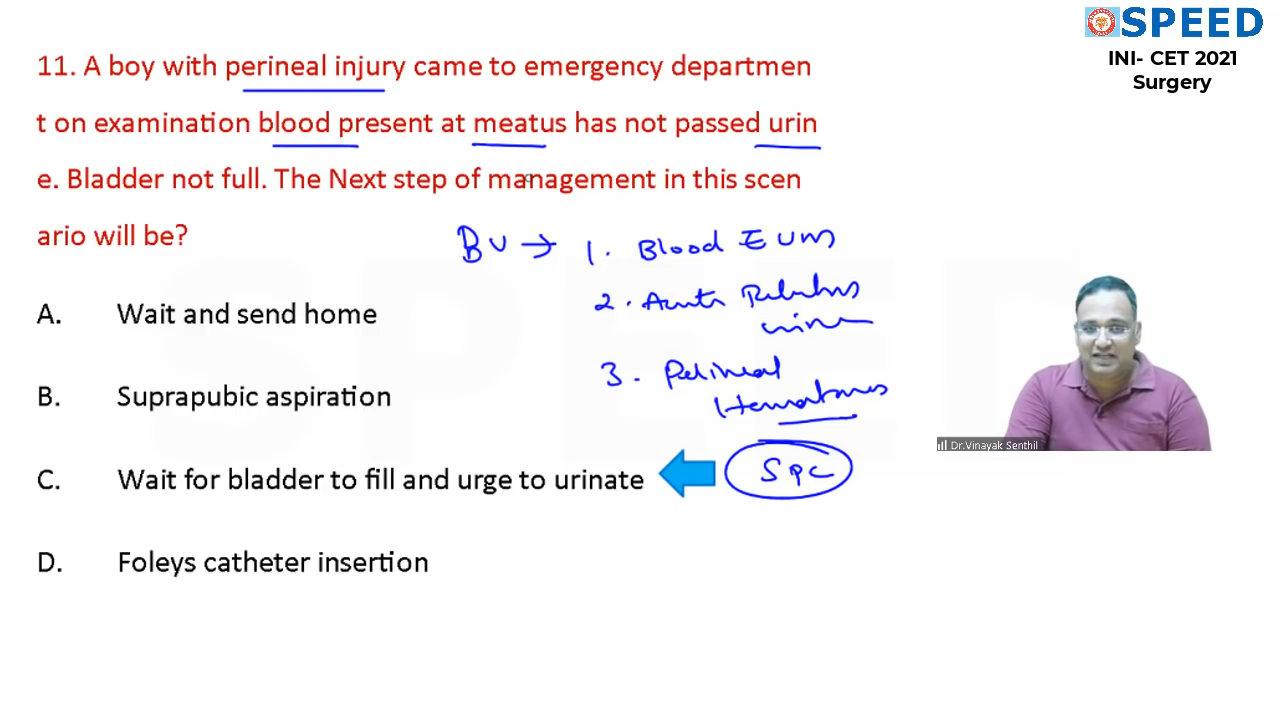 SPEED
INI- CET 2021
Surgery
11. A boy with perineal injury came to emergency departmen
t on examination blood present at meatus has not passed urin
e. Bladder not full. The Next step of management in this scen
ario will be?
BU → 1. Blood EUM
2. Acute Retention
urine
3. Perineal
Hematoma
A. Wait and send home
B. Suprapubic aspiration
C. Wait for bladder to fill and urge to urinate
SPC
D. Foleys catheter insertion
Dr.Vinayak Senthil